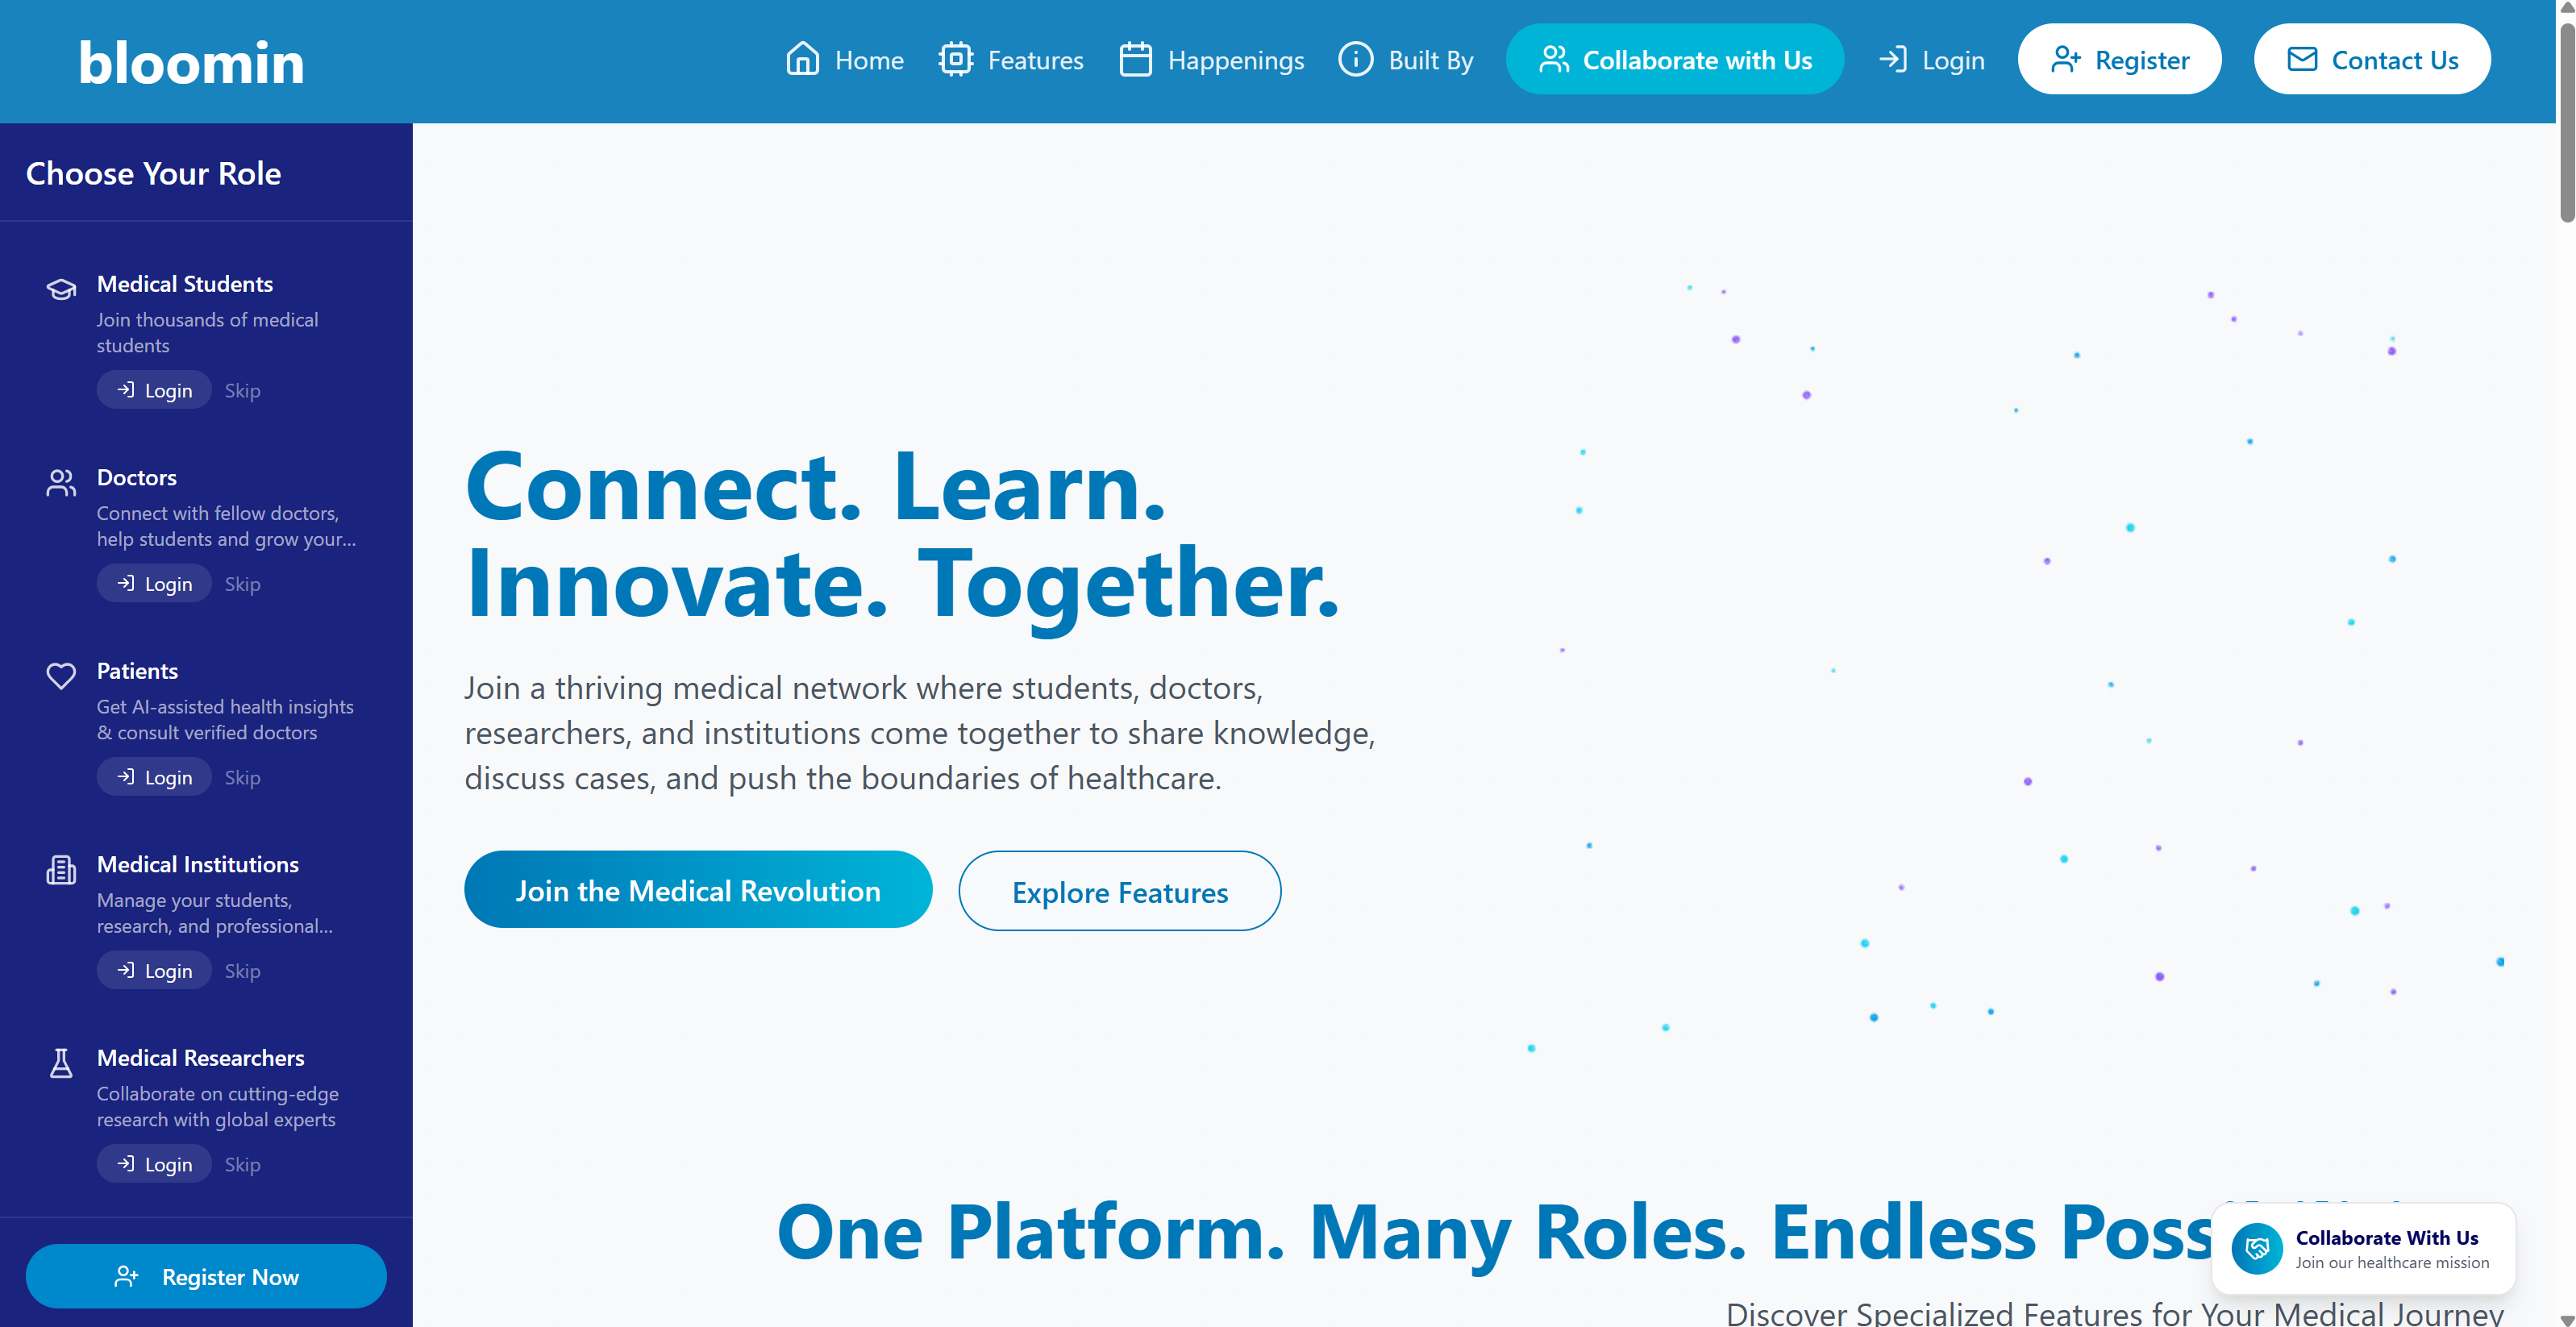 bloomin
Home
Features
Happenings
Built By
Collaborate with Us
Login
Register
Contact Us
Choose Your Role
Medical Students
Join thousands of medical
students
Login
Skip
Doctors
Connect with fellow doctors,
help students and grow your...
Login
Skip
Patients
Get AI-assisted health insights
& consult verified doctors
Login
Skip
Medical Institutions
Manage your students,
research, and professional...
Login
Skip
Medical Researchers
Collaborate on cutting-edge
research with global experts
Login
Skip
Register Now
Connect. Learn.
Innovate. Together.
Join a thriving medical network where students, doctors,
researchers, and institutions come together to share knowledge,
discuss cases, and push the boundaries of healthcare.
Join the Medical Revolution
Explore Features
One Platform. Many Roles. Endless
Discover Specialized Features for Your Medical Journey
Collaborate With Us
Join our healthcare mission